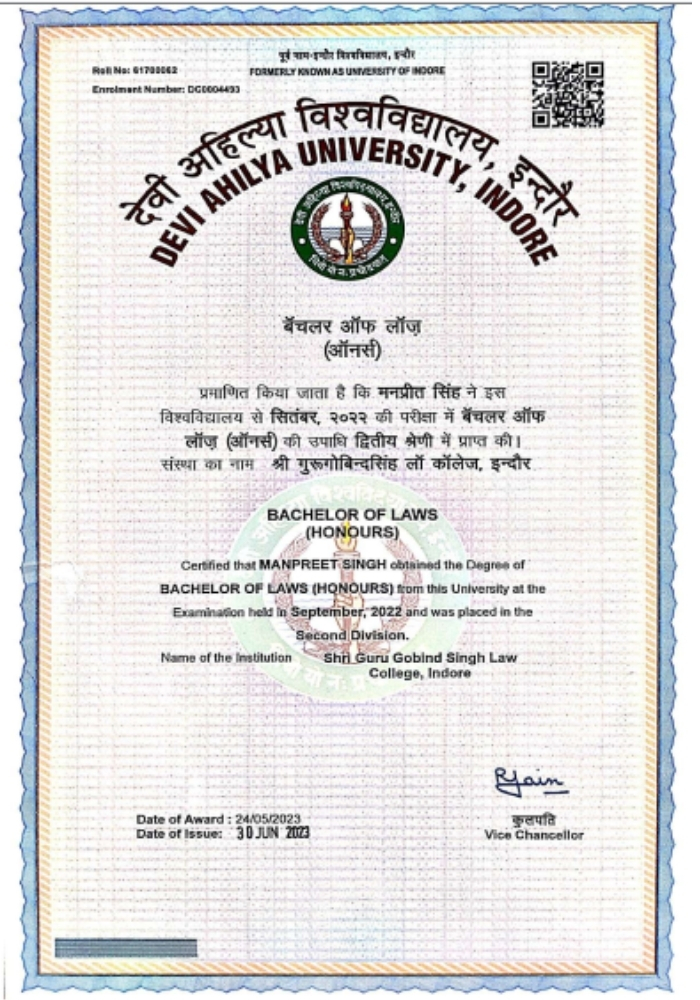 पूर्व नाम-इन्दौर विश्वविद्यालय, इन्दौर
Roll No: 61700062
FORMERLY KNOWN AS UNIVERSITY OF INDORE
Enrolment Number: DC0004493
देवी अहिल्या विश्वविद्यालय, इन्दौर
DEVI AHILYA UNIVERSITY, INDORE
बॅचलर ऑफ लॉज़
(ऑनर्स)
प्रमाणित किया जाता है कि मनप्रीत सिंह ने इस
विश्वविद्यालय से सितंबर, २०२२ की परीक्षा में बॅचलर ऑफ
लॉज़ (ऑनर्स) की उपाधि द्वितीय श्रेणी में प्राप्त की।
संस्था का नाम श्री गुरूगोबिन्दसिंह लॉ कॉलेज, इन्दौर
BACHELOR OF LAWS
(HONOURS)
Certified that MANPREET SINGH obtained the Degree of
BACHELOR OF LAWS (HONOURS) from this University at the
Examination held in September, 2022 and was placed in the
Second Division.
Name of the Institution Shri Guru Gobind Singh Law
College, Indore
Date of Award : 24/05/2023
Date of Issue: 30 JUN 2023
RJain
कुलपति
Vice Chancellor